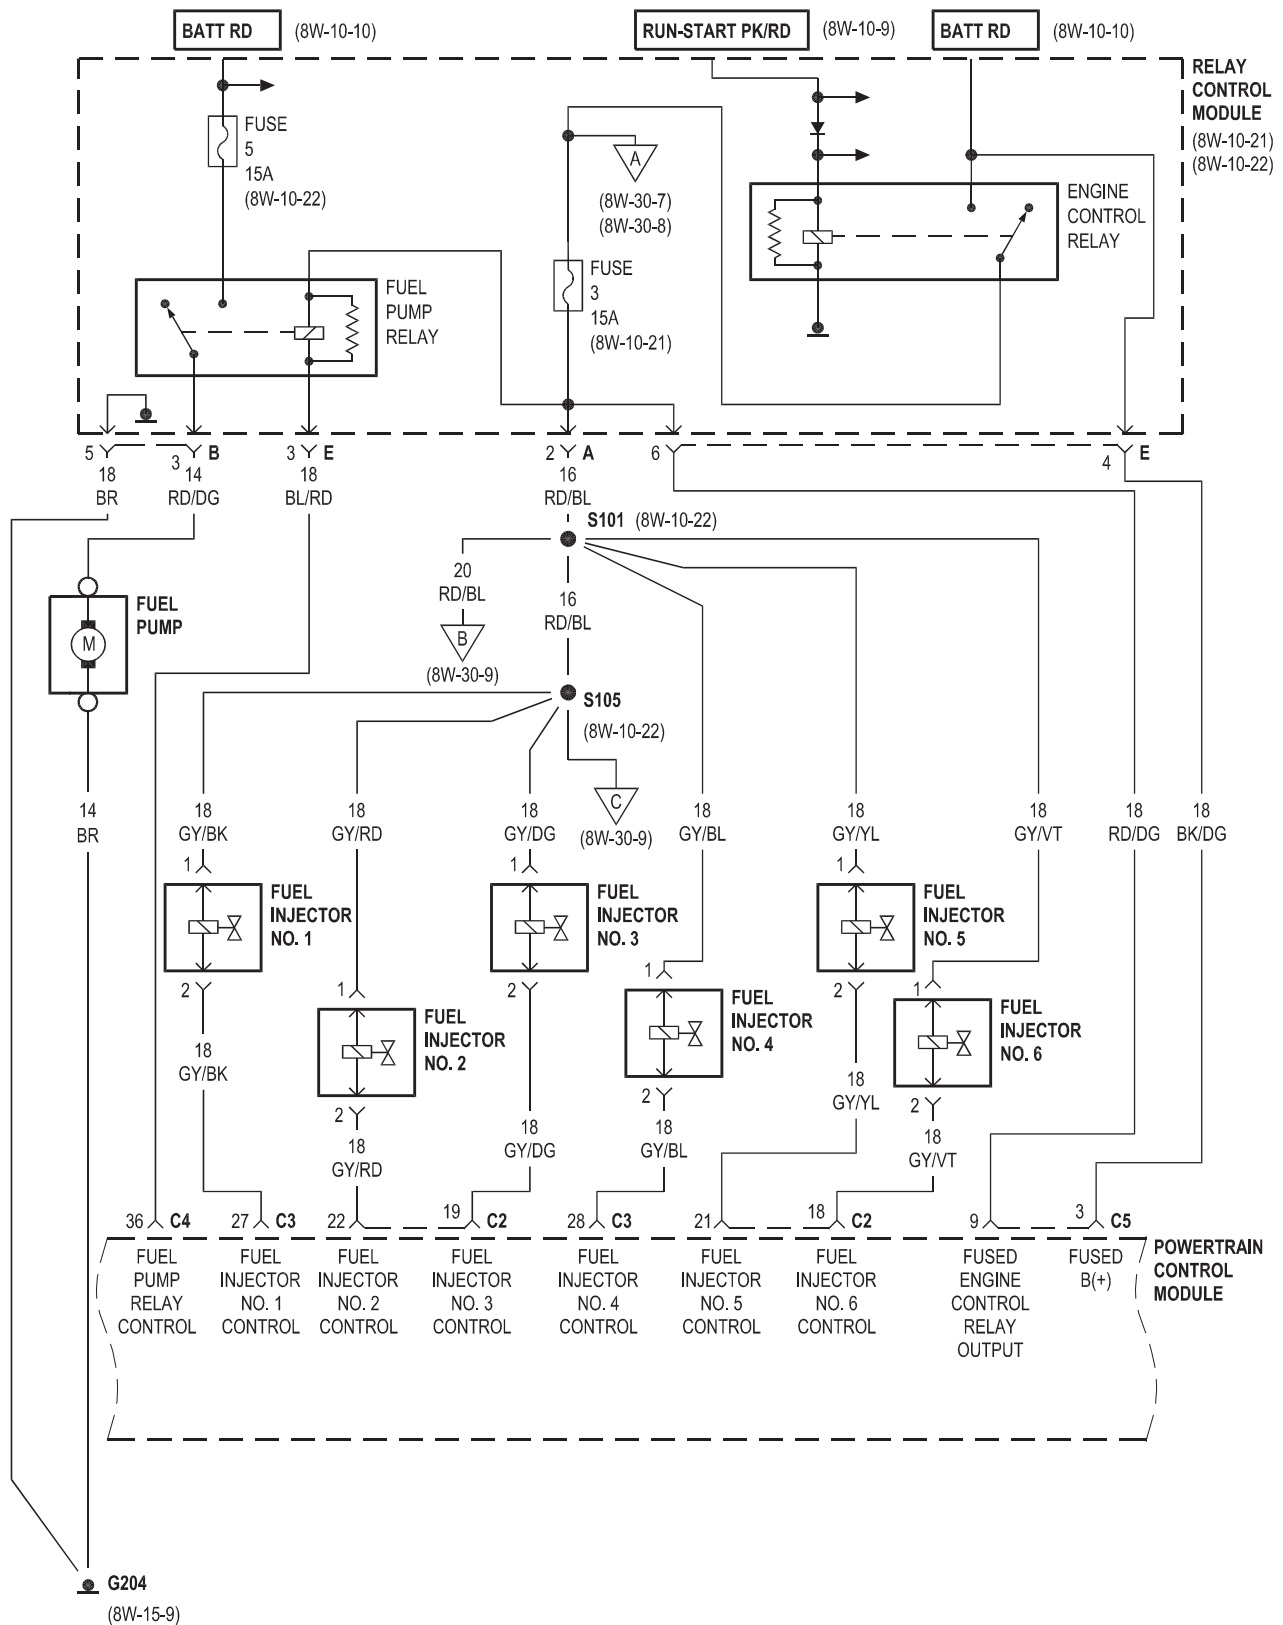 BATT RD (8W-10-10)
RUN-START PK/RD (8W-10-9)
BATT RD (8W-10-10)
RELAY
CONTROL
MODULE
(8W-10-21)
(8W-10-22)
FUSE
5
15A
(8W-10-22)
A
(8W-30-7)
(8W-30-8)
ENGINE
CONTROL
RELAY
FUSE
3
15A
(8W-10-21)
FUEL
PUMP
RELAY
5
3 B
3 E
2 A
6
4 E
18
BR
14
RD/DG
18
BL/RD
16
RD/BL
S101 (8W-10-22)
20
RD/BL
B
(8W-30-9)
16
RD/BL
FUEL
PUMP
M
S105
(8W-10-22)
C
(8W-30-9)
14
BR
18
GY/BK
18
GY/RD
18
GY/DG
18
GY/BL
18
GY/YL
18
GY/VT
18
RD/DG
18
BK/DG
1
FUEL
INJECTOR
NO. 1
2
1
FUEL
INJECTOR
NO. 2
2
1
FUEL
INJECTOR
NO. 3
2
1
FUEL
INJECTOR
NO. 4
2
1
FUEL
INJECTOR
NO. 5
2
1
FUEL
INJECTOR
NO. 6
2
18
GY/BK
18
GY/RD
18
GY/DG
18
GY/BL
18
GY/YL
18
GY/VT
36 C4
27 C3
22
19 C2
28 C3
21
18 C2
9
3 C5
FUEL
PUMP
RELAY
CONTROL
FUEL
INJECTOR
NO. 1
CONTROL
FUEL
INJECTOR
NO. 2
CONTROL
FUEL
INJECTOR
NO. 3
CONTROL
FUEL
INJECTOR
NO. 4
CONTROL
FUEL
INJECTOR
NO. 5
CONTROL
FUEL
INJECTOR
NO. 6
CONTROL
FUSED
ENGINE
CONTROL
RELAY
OUTPUT
FUSED
B(+)
POWERTRAIN
CONTROL
MODULE
G204
(8W-15-9)